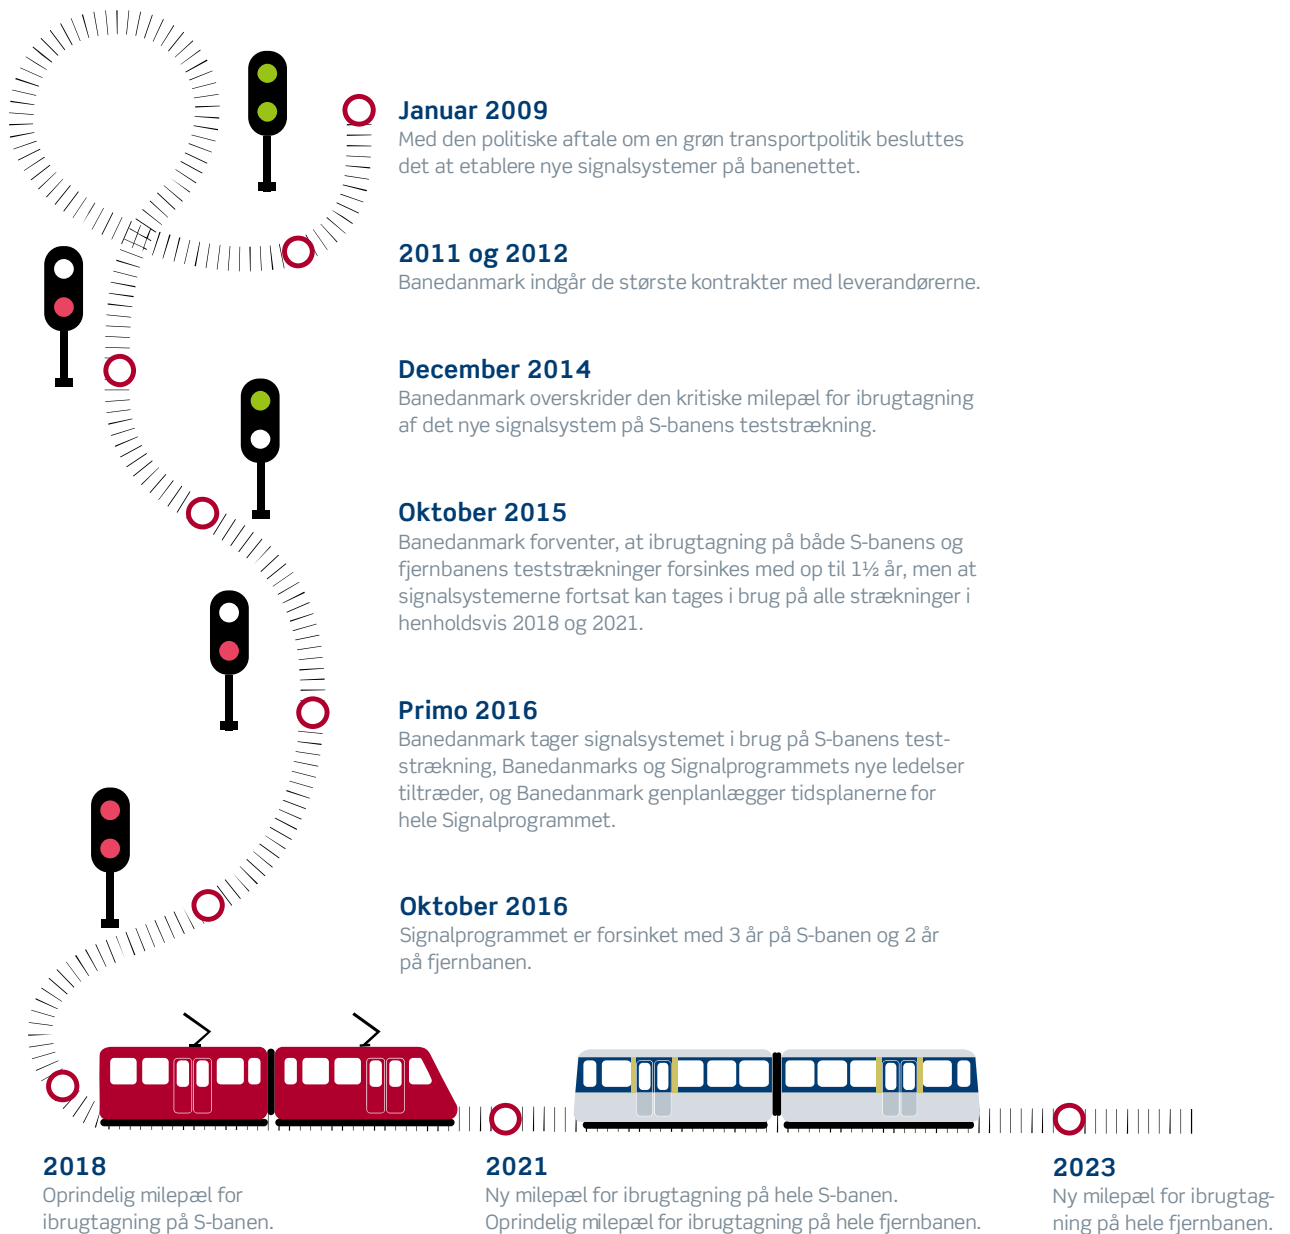 Januar 2009
Med den politiske aftale om en grøn transportpolitik besluttes
det at etablere nye signalsystemer på banenettet.
2011 og 2012
Banedanmark indgår de største kontrakter med leverandørerne.
December 2014
Banedanmark overskrider den kritiske milepæl for ibrugtagning
af det nye signalsystem på S-banens teststrækning.
Oktober 2015
Banedanmark forventer, at ibrugtagning på både S-banens og
fjernbanens teststrækninger forsinkes med op til 1½ år, men at
signalsystemerne fortsat kan tages i brug på alle strækninger i
henholdsvis 2018 og 2021.
Primo 2016
Banedanmark tager signalsystemet i brug på S-banens test-
strækning, Banedanmarks og Signalprogrammets nye ledelser
tiltræder, og Banedanmark genplanlægger tidsplanerne for
hele Signalprogrammet.
Oktober 2016
Signalprogrammet er forsinket med 3 år på S-banen og 2 år
på fjernbanen.
2018
Oprindelig milepæl for
ibrugtagning på S-banen.
2021
Ny milepæl for ibrugtagning på hele S-banen.
Oprindelig milepæl for ibrugtagning på hele fjernbanen.
2023
Ny milepæl for ibrugtag-
ning på hele fjernbanen.